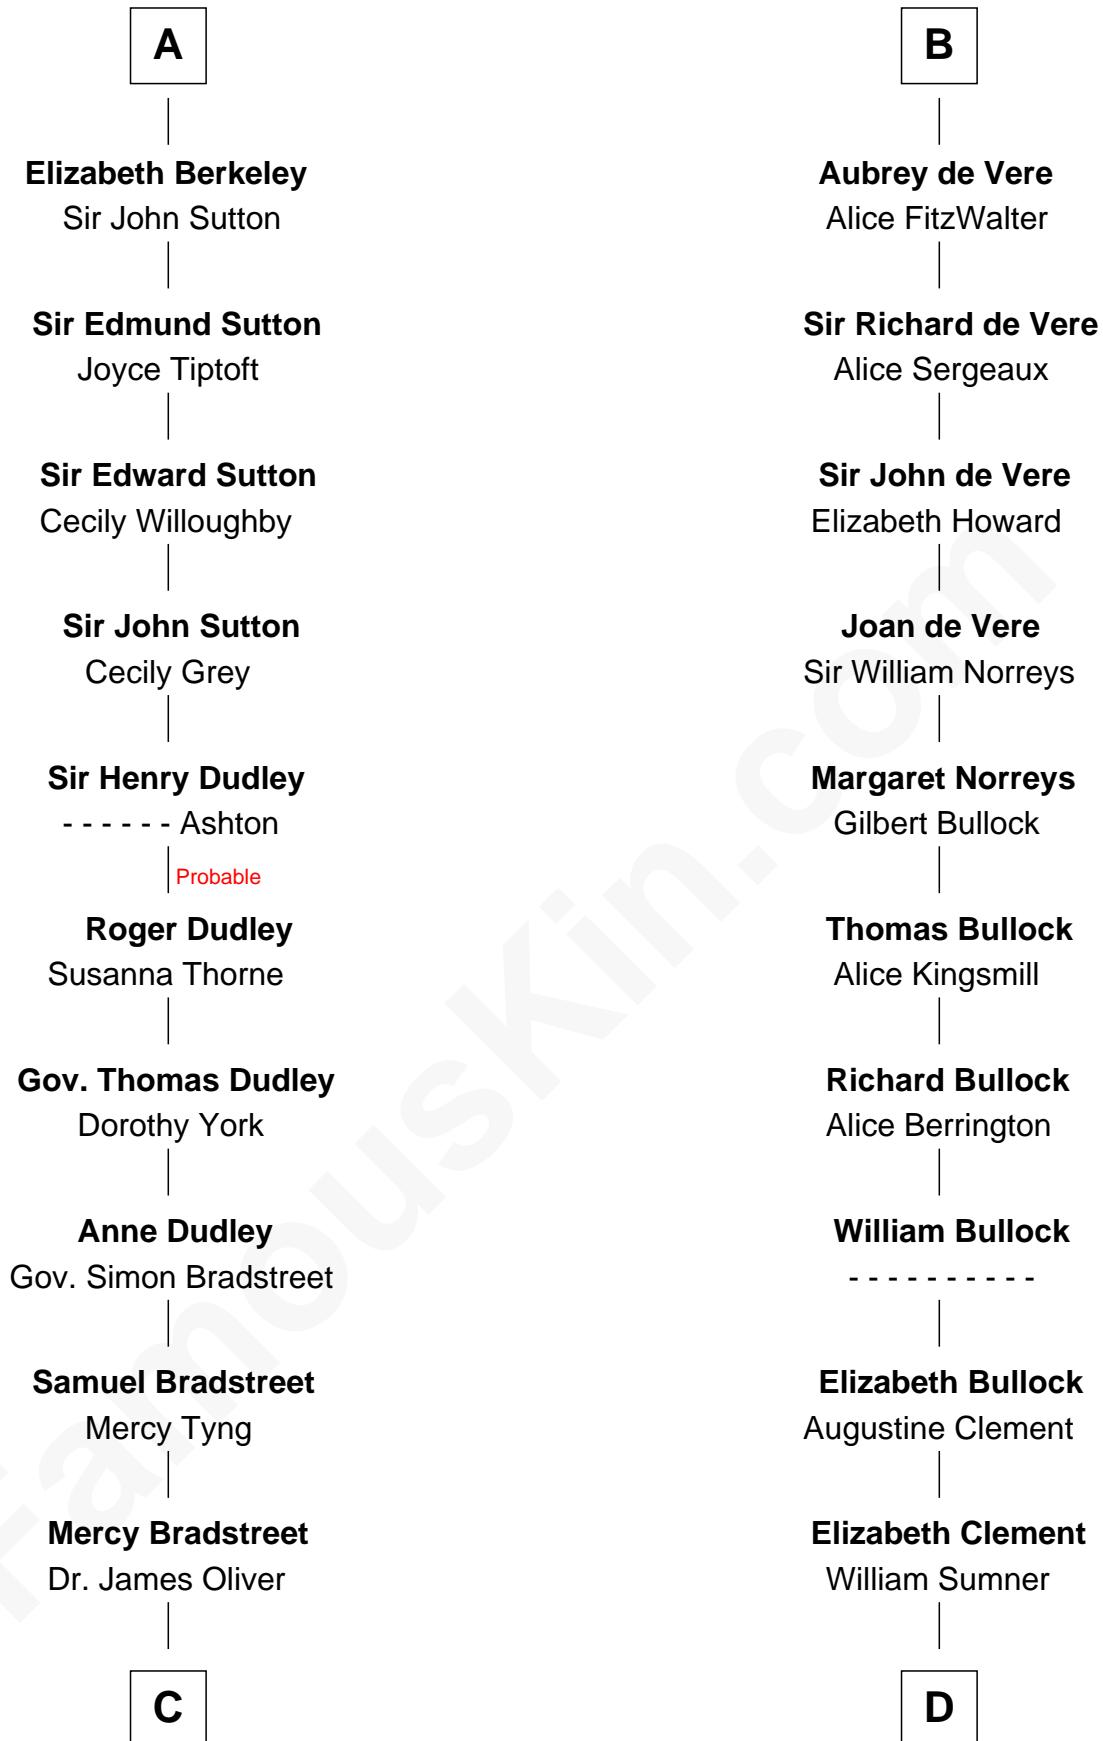 A
Elizabeth Berkeley
Sir John Sutton
Sir Edmund Sutton
Joyce Tiptoft
Sir Edward Sutton
Cecily Willoughby
Sir John Sutton
Cecily Grey
Sir Henry Dudley
- - - - - - Ashton
Probable
Roger Dudley
Susanna Thorne
Gov. Thomas Dudley
Dorothy York
Anne Dudley
Gov. Simon Bradstreet
Samuel Bradstreet
Mercy Tyng
Mercy Bradstreet
Dr. James Oliver
C
B
Aubrey de Vere
Alice FitzWalter
Sir Richard de Vere
Alice Sergeaux
Sir John de Vere
Elizabeth Howard
Joan de Vere
Sir William Norreys
Margaret Norreys
Gilbert Bullock
Thomas Bullock
Alice Kingsmill
Richard Bullock
Alice Berrington
William Bullock
- - - - - - - - - -
Elizabeth Bullock
Augustine Clement
Elizabeth Clement
William Sumner
D
FamousKin.com